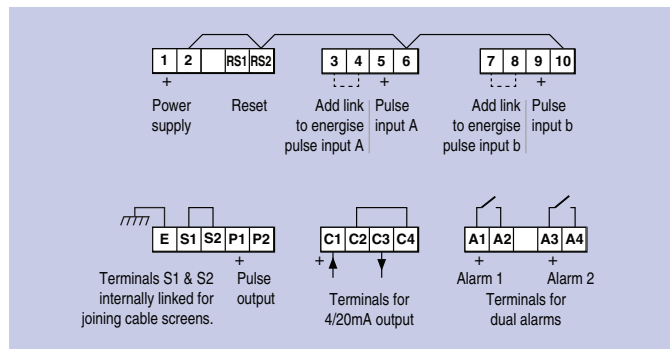 1 2 RS1 RS2
+
Power
supply
Reset
3 4 5 6
+
Add link
to energise
pulse input A
Pulse
input A
7 8 9 10
+
Add link
to energise
pulse input b
Pulse
input b
E S1 S2 P1 P2
+
Terminals S1 & S2
internally linked for
joining cable screens.
Pulse
output
C1 C2 C3 C4
+
Terminals for
4/20mA output
A1 A2 A3 A4
+ +
Alarm 1 Alarm 2
Terminals for
dual alarms